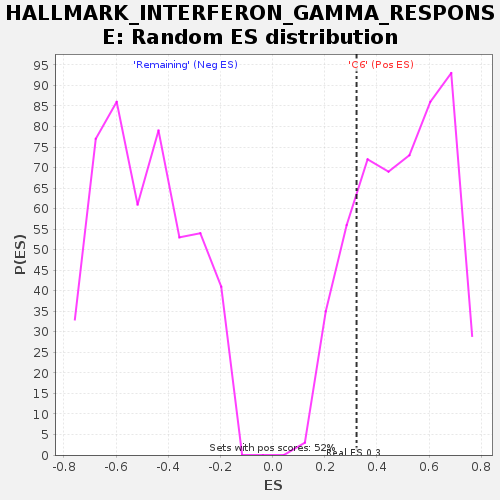 HALLMARK_INTERFERON_GAMMA_RESPONS
E: Random ES distribution
'Remaining' (Neg ES)
'C6' (Pos ES)
95
90
85
80
75
70
65
60
55
50
45
40
35
30
25
20
15
10
5
0
P(ES)
Sets with pos scores: 52%
Real ES 0.3
-0.8 -0.6 -0.4 -0.2 0.0 0.2 0.4 0.6 0.8
ES